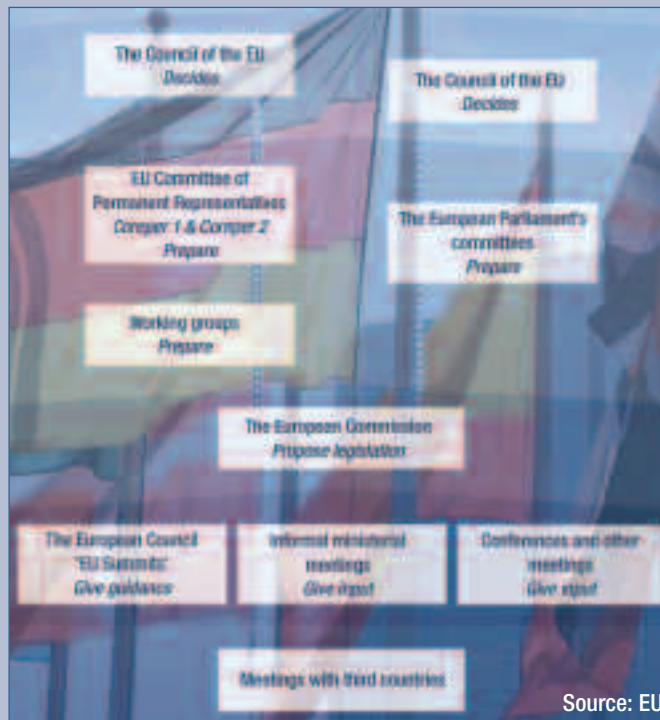 The Council of the EU
Decides
The Council of the EU
Decides
EU Committee of
Permanent Representatives
Coreper 1 & Coreper 2
Prepare
The European Parliament's
committees
Prepare
Working groups
Prepare
The European Commission
Propose legislation
The European Council
"EU Summits"
Give guidance
Informal ministerial
meetings
Give input
Conferences and other
meetings
Give input
Meetings with third countries
Source: EU